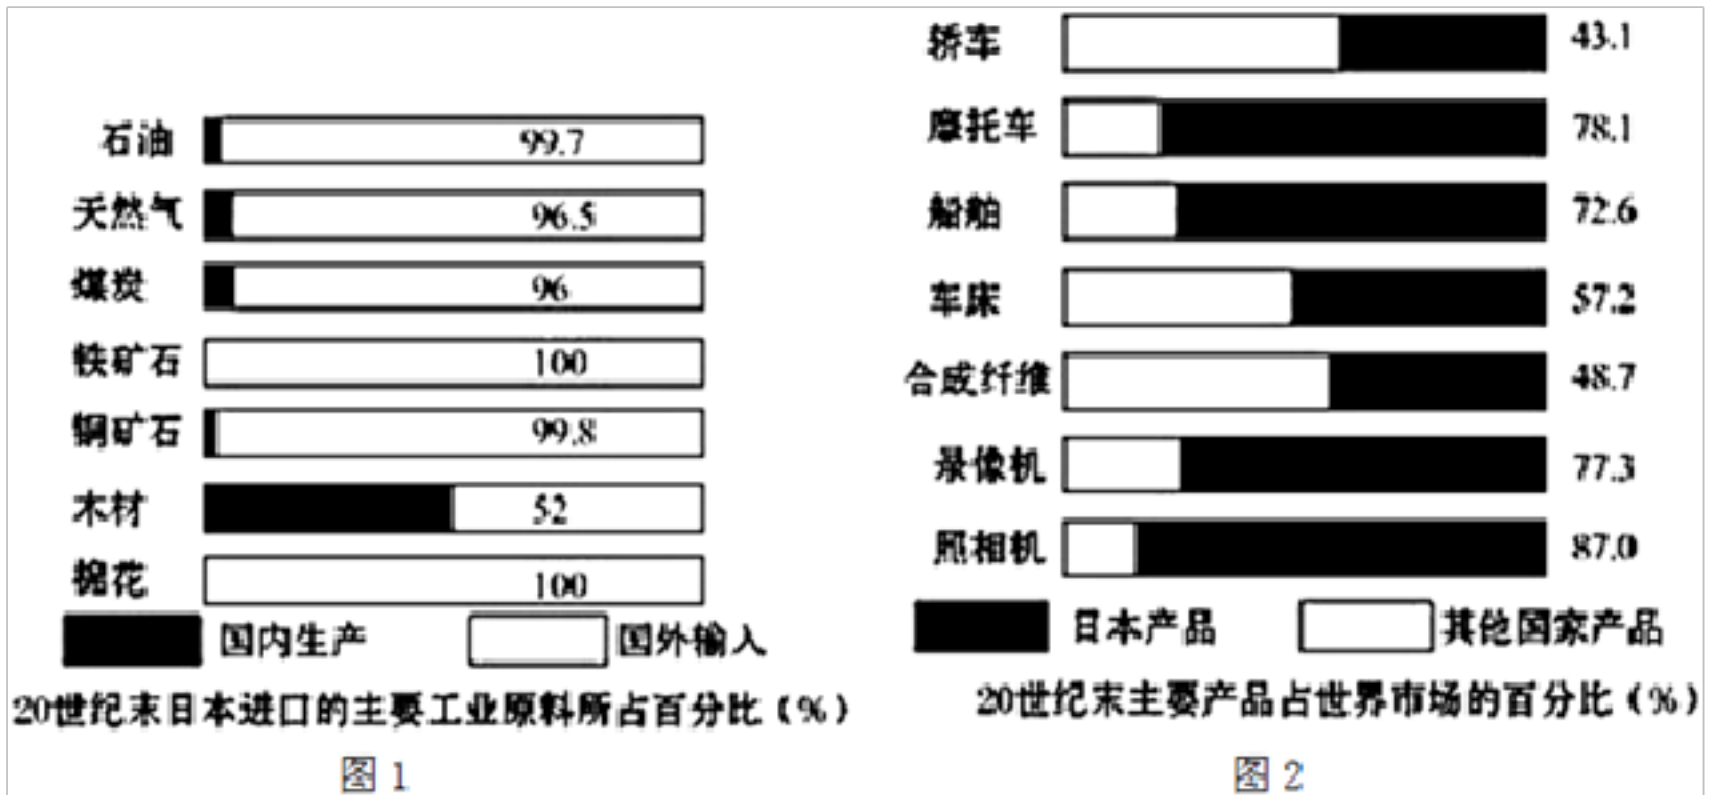 石油 99.7
天然气 96.5
煤炭 96
铁矿石 100
铜矿石 99.8
木材 52
棉花 100
国内生产 国外输入
20世纪末日本进口的主要工业原料所占百分比（%）
图1
轿车 43.1
摩托车 78.1
船舶 72.6
车床 57.2
合成纤维 48.7
录像机 77.3
照相机 87.0
日本产品 其他国家产品
20世纪末主要产品占世界市场的百分比（%）
图2